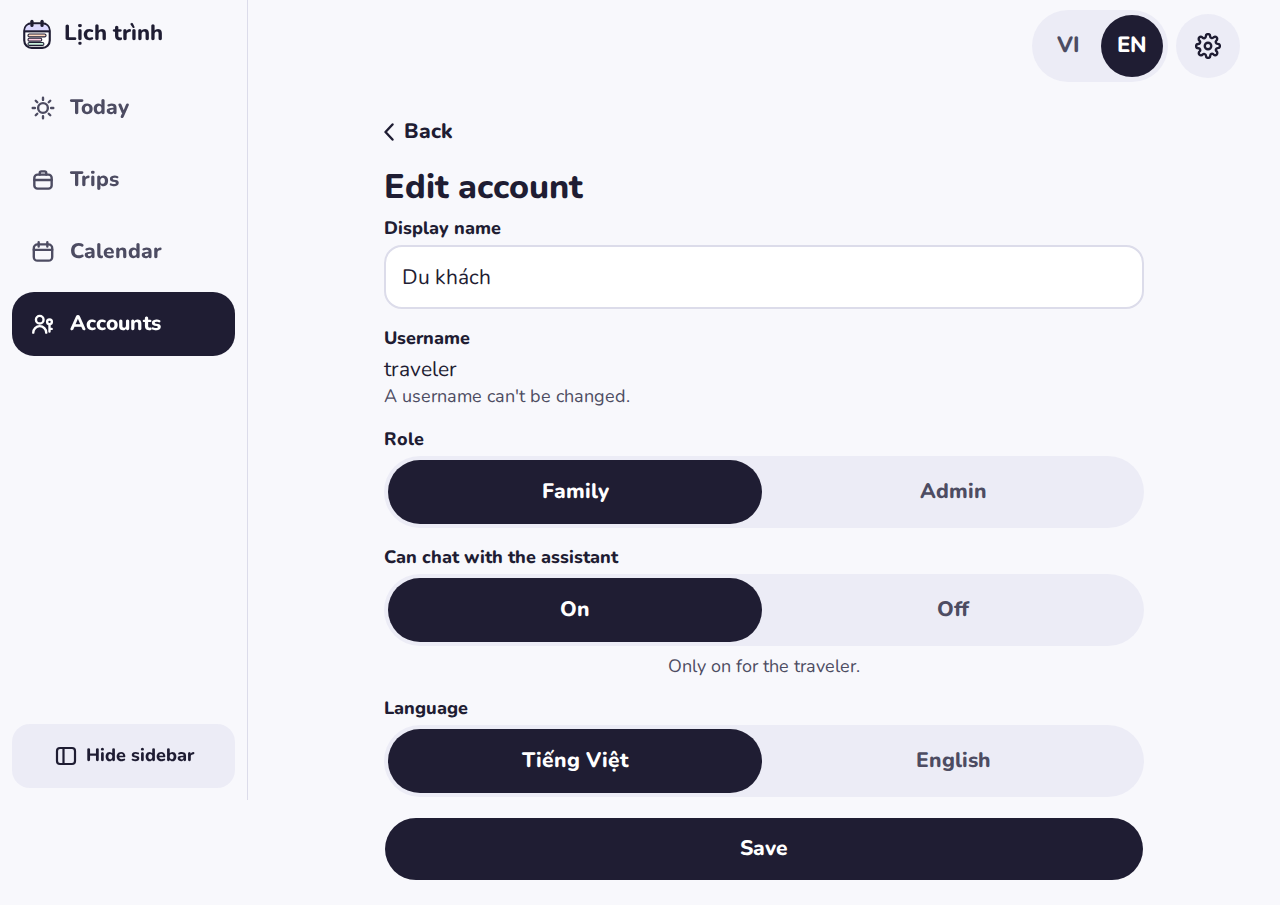 Lịch trình
VI
EN
Today
Trips
Calendar
Accounts
Hide sidebar
Back
Edit account
Display name
Du khách
Username
traveler
A username can't be changed.
Role
Family
Admin
Can chat with the assistant
On
Off
Only on for the traveler.
Language
Tiếng Việt
English
Save